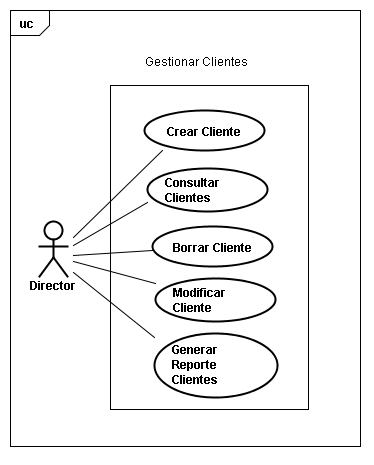 uc
Gestionar Clientes
Crear Cliente
Consultar
Clientes
Borrar Cliente
Director
Modificar
Cliente
Generar
Reporte
Clientes